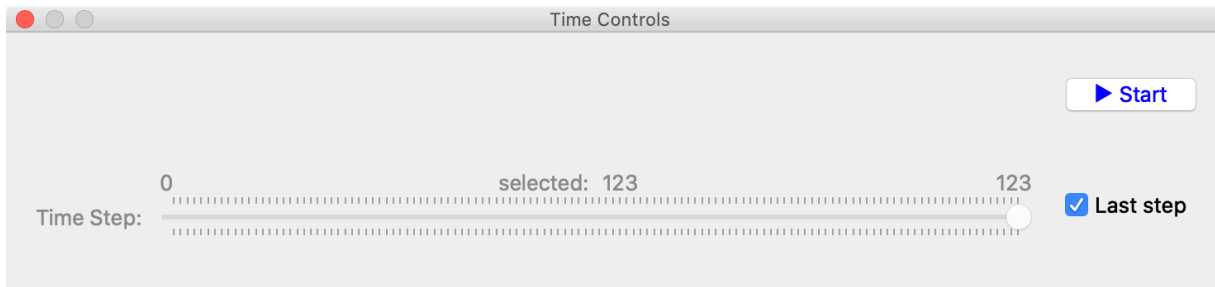 Time Controls
▶ Start
0 selected: 123 123
Time Step:
Last step